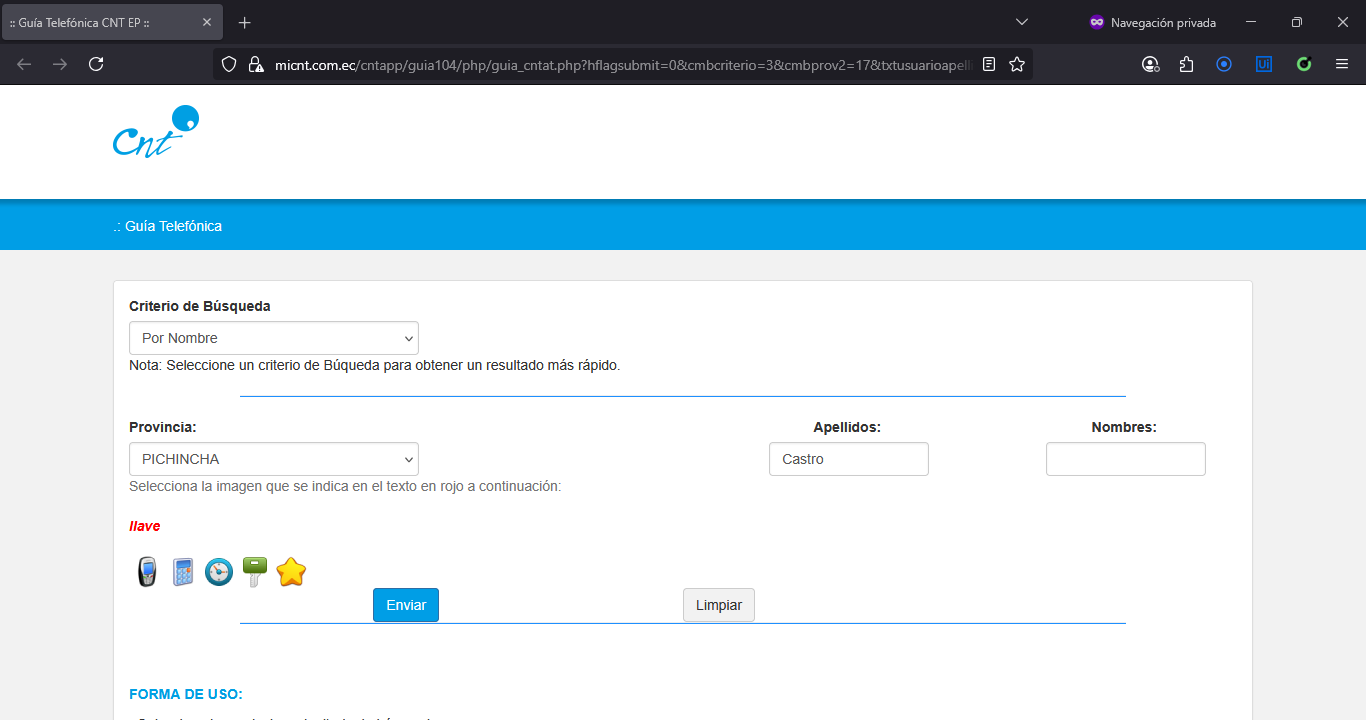 :: Guía Telefónica CNT EP ::
Navegación privada
micnt.com.ec/cntapp/guia104/php/guia_cntat.php?hflagsubmit=0&cmbcriterio=3&cmbprov2=17&txtusuarioapell
Ui
Cnt
.: Guía Telefónica
Criterio de Búsqueda
Por Nombre
Nota: Seleccione un criterio de Búqueda para obtener un resultado más rápido.
Provincia: Apellidos: Nombres:
PICHINCHA Castro
Selecciona la imagen que se indica en el texto en rojo a continuación:
llave
Enviar Limpiar
FORMA DE USO: